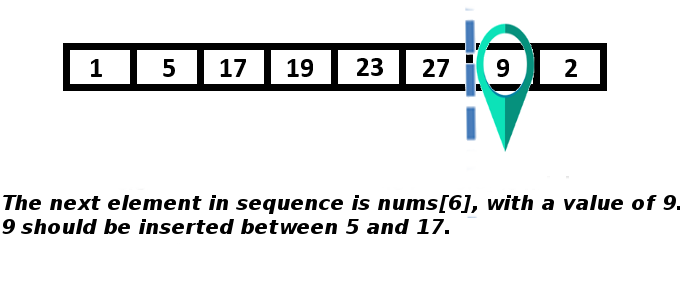 1 5 17 19 23 27 9 2
The next element in sequence is nums[6], with a value of 9.
9 should be inserted between 5 and 17.